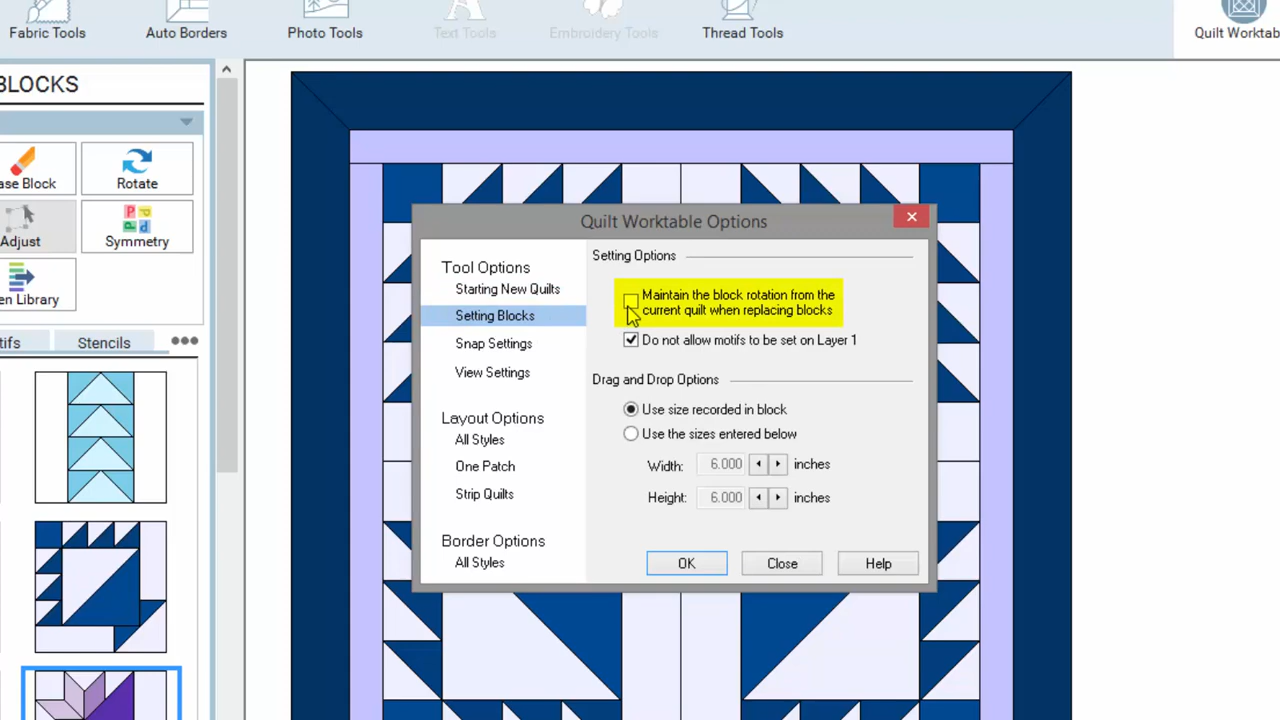 Fabric Tools
Auto Borders
Photo Tools
Text Tools
Embroidery Tools
Thread Tools
Quilt Worktab
BLOCKS
ase Block
Rotate
Adjust
Symmetry
en Library
tifs
Stencils
Quilt Worktable Options
Tool Options
Starting New Quilts
Setting Blocks
Snap Settings
View Settings
Layout Options
All Styles
One Patch
Strip Quilts
Border Options
All Styles
Setting Options
Maintain the block rotation from the
current quilt when replacing blocks
Do not allow motifs to be set on Layer 1
Drag and Drop Options
Use size recorded in block
Use the sizes entered below
Width: 6.000 inches
Height: 6.000 inches
OK
Close
Help